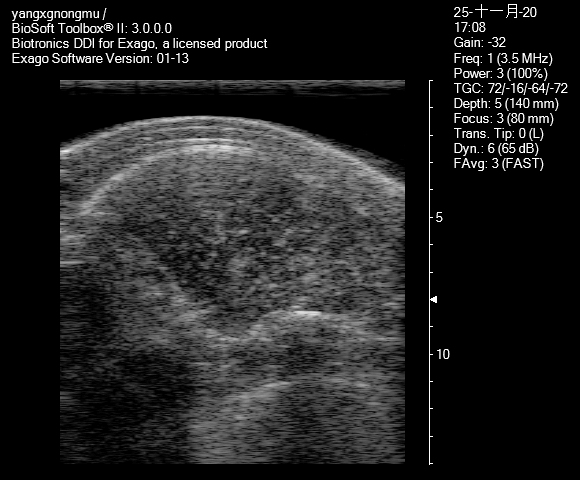 yangxgnongmu /
BioSoft Toolbox® II: 3.0.0.0
Biotronics DDI for Exago, a licensed product
Exago Software Version: 01-13
25-十一月-20
17:08
Gain: -32
Freq: 1 (3.5 MHz)
Power: 3 (100%)
TGC: 72/-16/-64/-72
Depth: 5 (140 mm)
Focus: 3 (80 mm)
Trans. Tip: 0 (L)
Dyn.: 6 (65 dB)
FAvg: 3 (FAST)
5
10